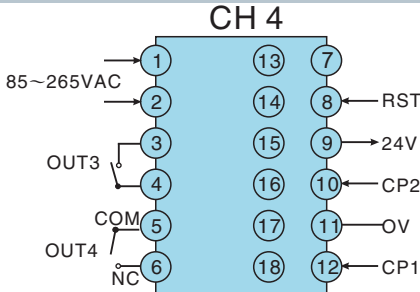 CH 4
1 13 7
85~265VAC
2 14 8 RST
3 15 9 24V
OUT3
4 16 10 CP2
COM 5 17 11 OV
OUT4
6 18 12 CP1
NC